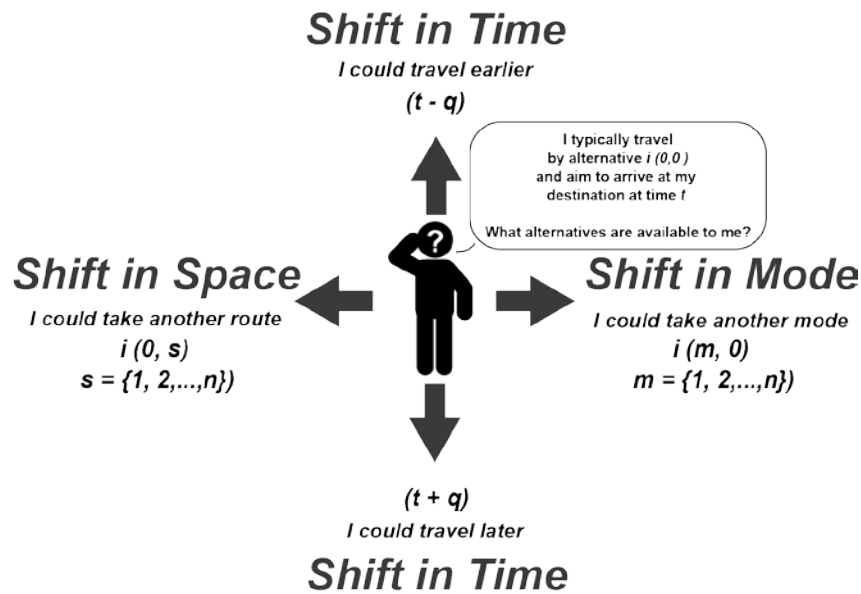 Shift in Time
I could travel earlier
(t - q)
I typically travel
by alternative i (0,0 )
and aim to arrive at my
destination at time t
What alternatives are available to me?
?
Shift in Space
I could take another route
i (0, s)
s = {1, 2,...,n})
Shift in Mode
I could take another mode
i (m, 0)
m = {1, 2,...,n})
(t + q)
I could travel later
Shift in Time